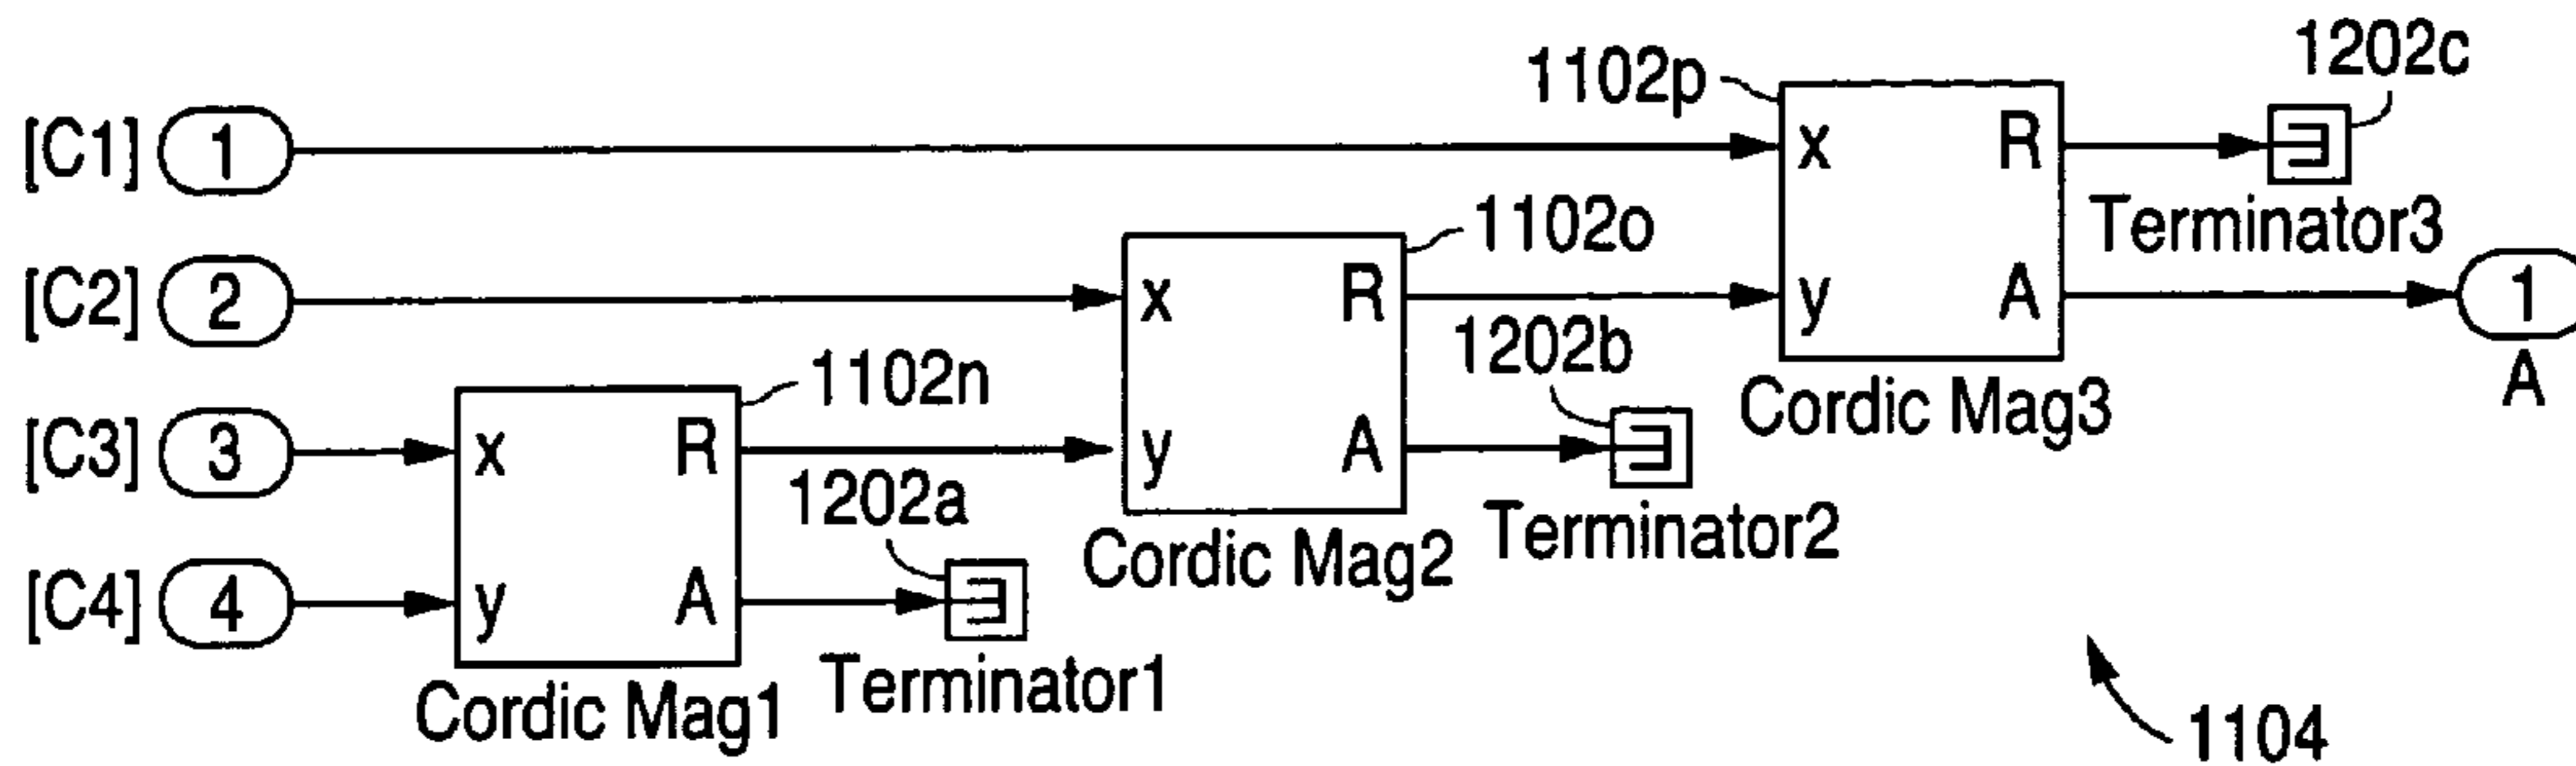 1202c
1102p
[C1] 1 x R
Terminator3
1102o
[C2] 2 x R y A 1
1202b
A
1102n
Cordic Mag3
[C3] 3 x R y A
1202a
Terminator2
Cordic Mag2
[C4] 4 y A
Terminator1
Cordic Mag1
1104